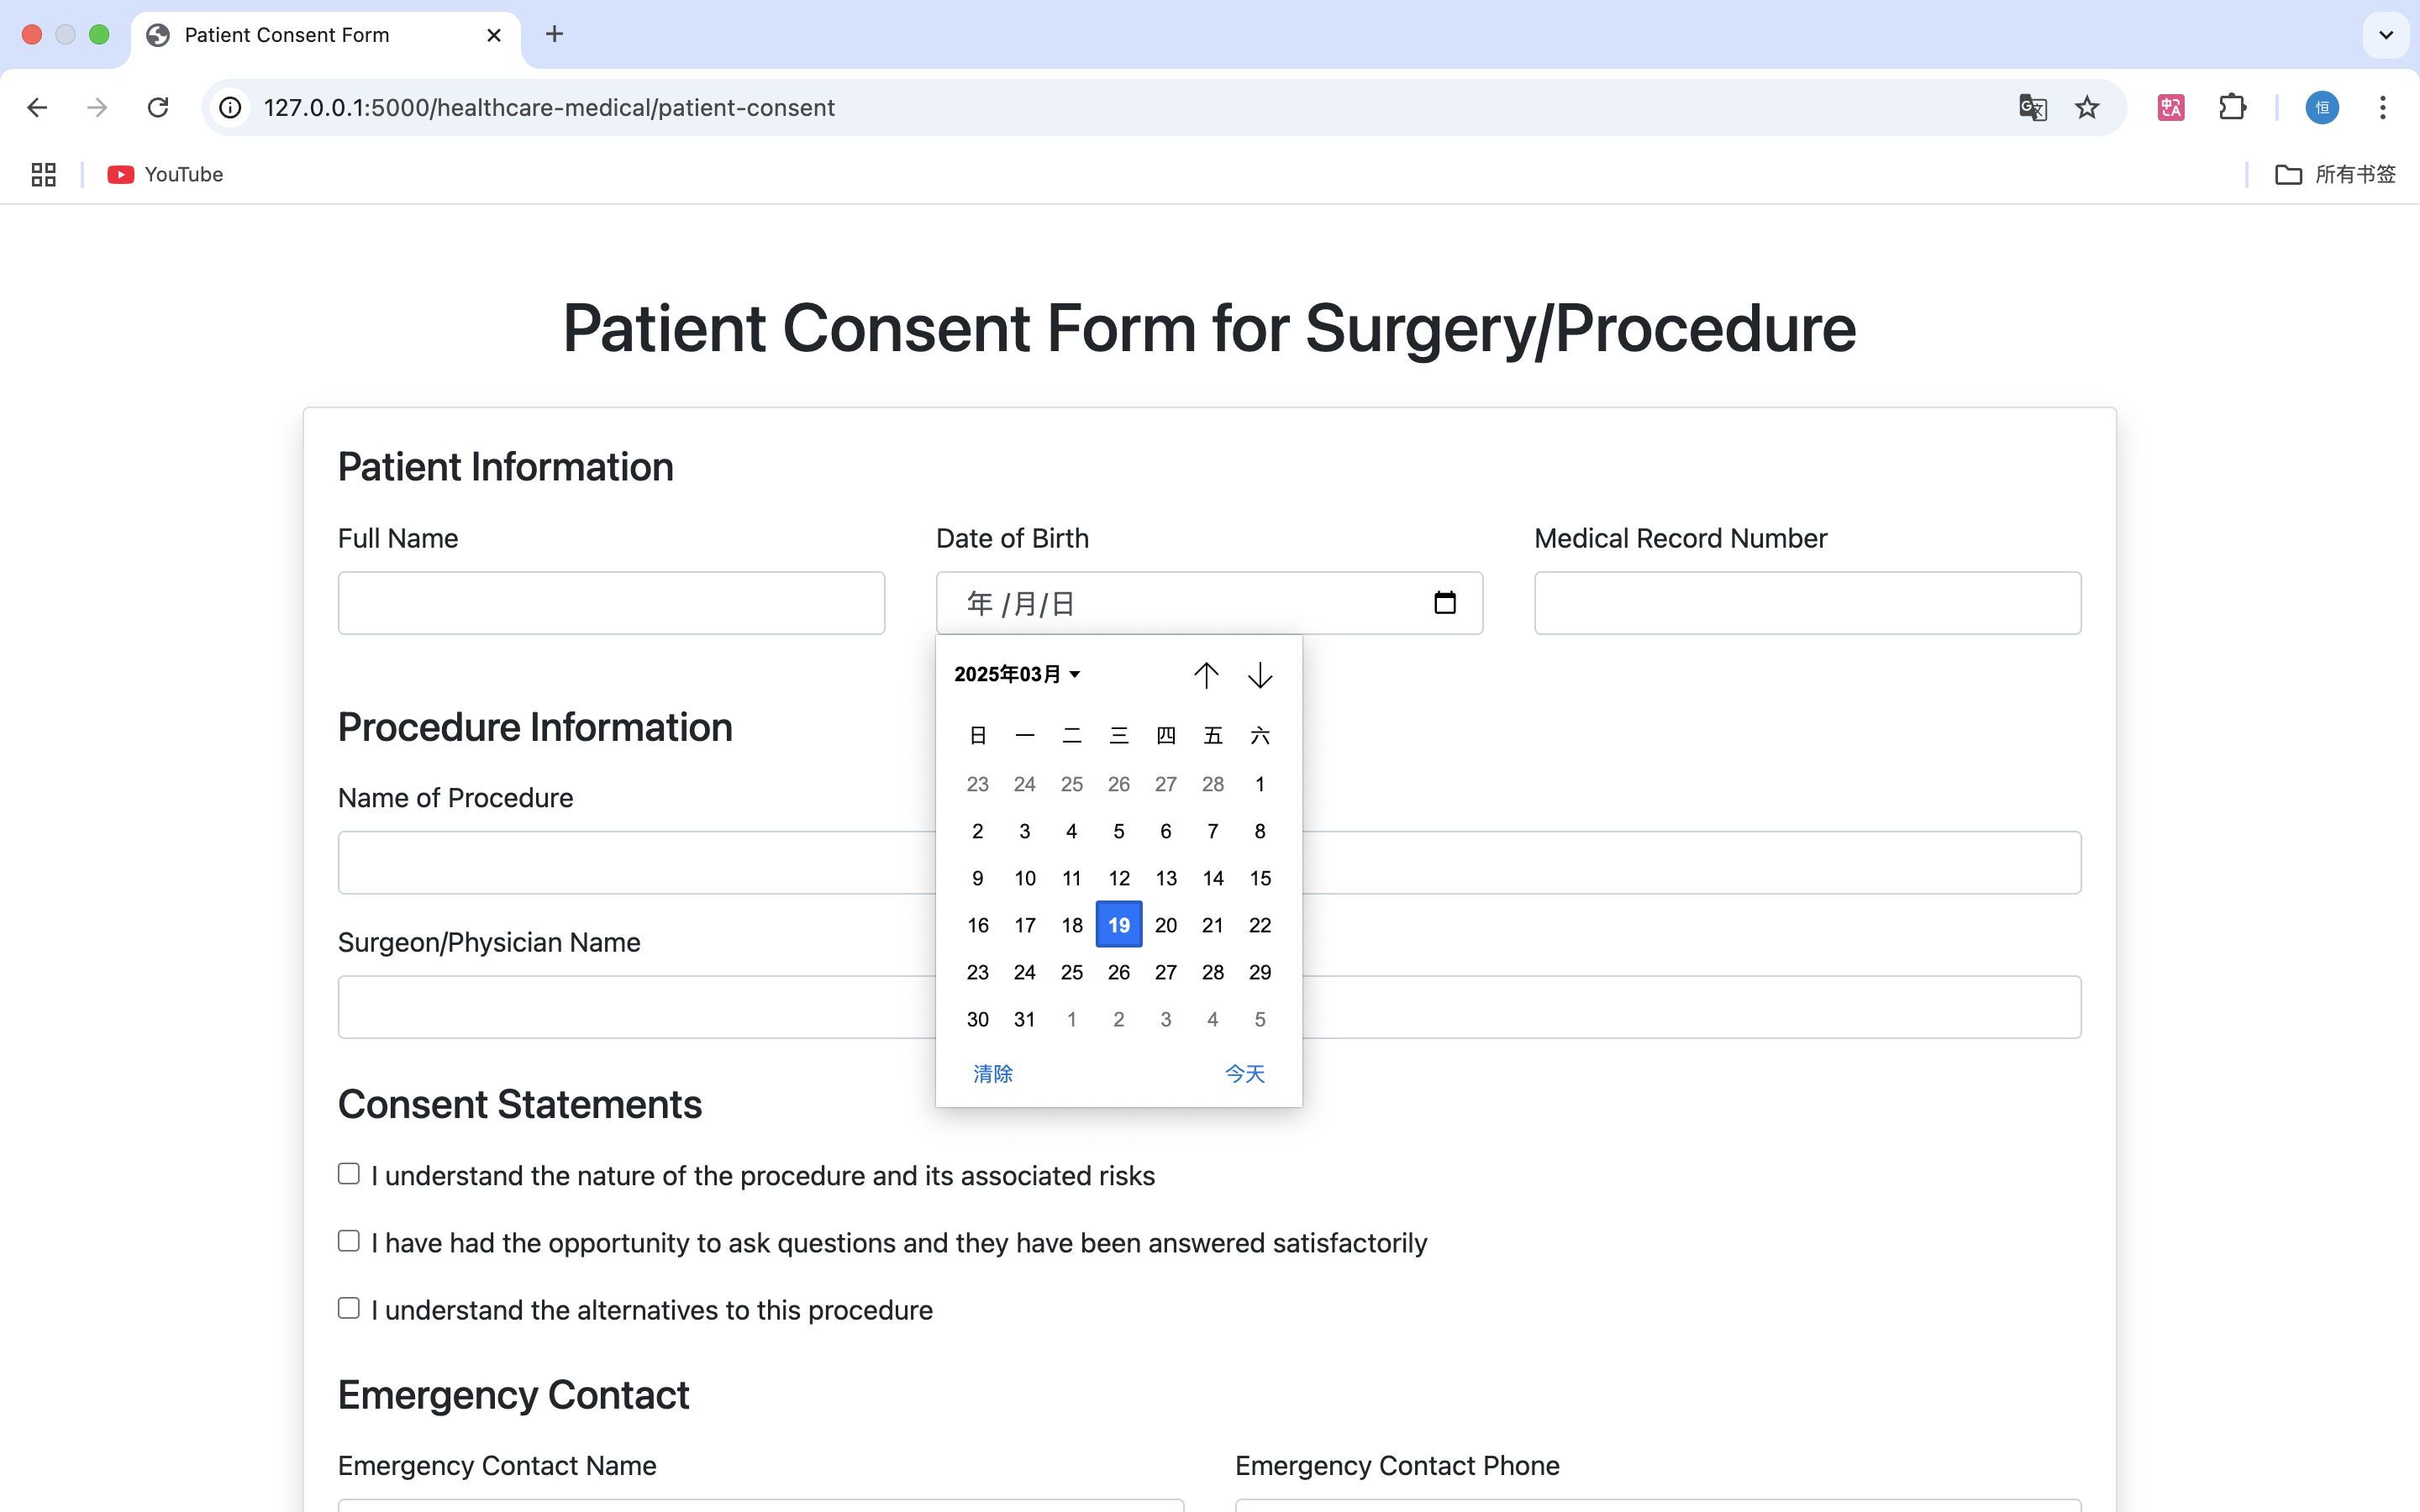 Patient Consent Form
127.0.0.1:5000/healthcare-medical/patient-consent
恒
YouTube
所有书签
Patient Consent Form for Surgery/Procedure
Patient Information
Full Name
Date of Birth
Medical Record Number
年 /月/日
2025年03月
日 一 二 三 四 五 六
23 24 25 26 27 28 1
2 3 4 5 6 7 8
9 10 11 12 13 14 15
16 17 18 19 20 21 22
23 24 25 26 27 28 29
30 31 1 2 3 4 5
清除 今天
Procedure Information
Name of Procedure
Surgeon/Physician Name
Consent Statements
I understand the nature of the procedure and its associated risks
I have had the opportunity to ask questions and they have been answered satisfactorily
I understand the alternatives to this procedure
Emergency Contact
Emergency Contact Name
Emergency Contact Phone